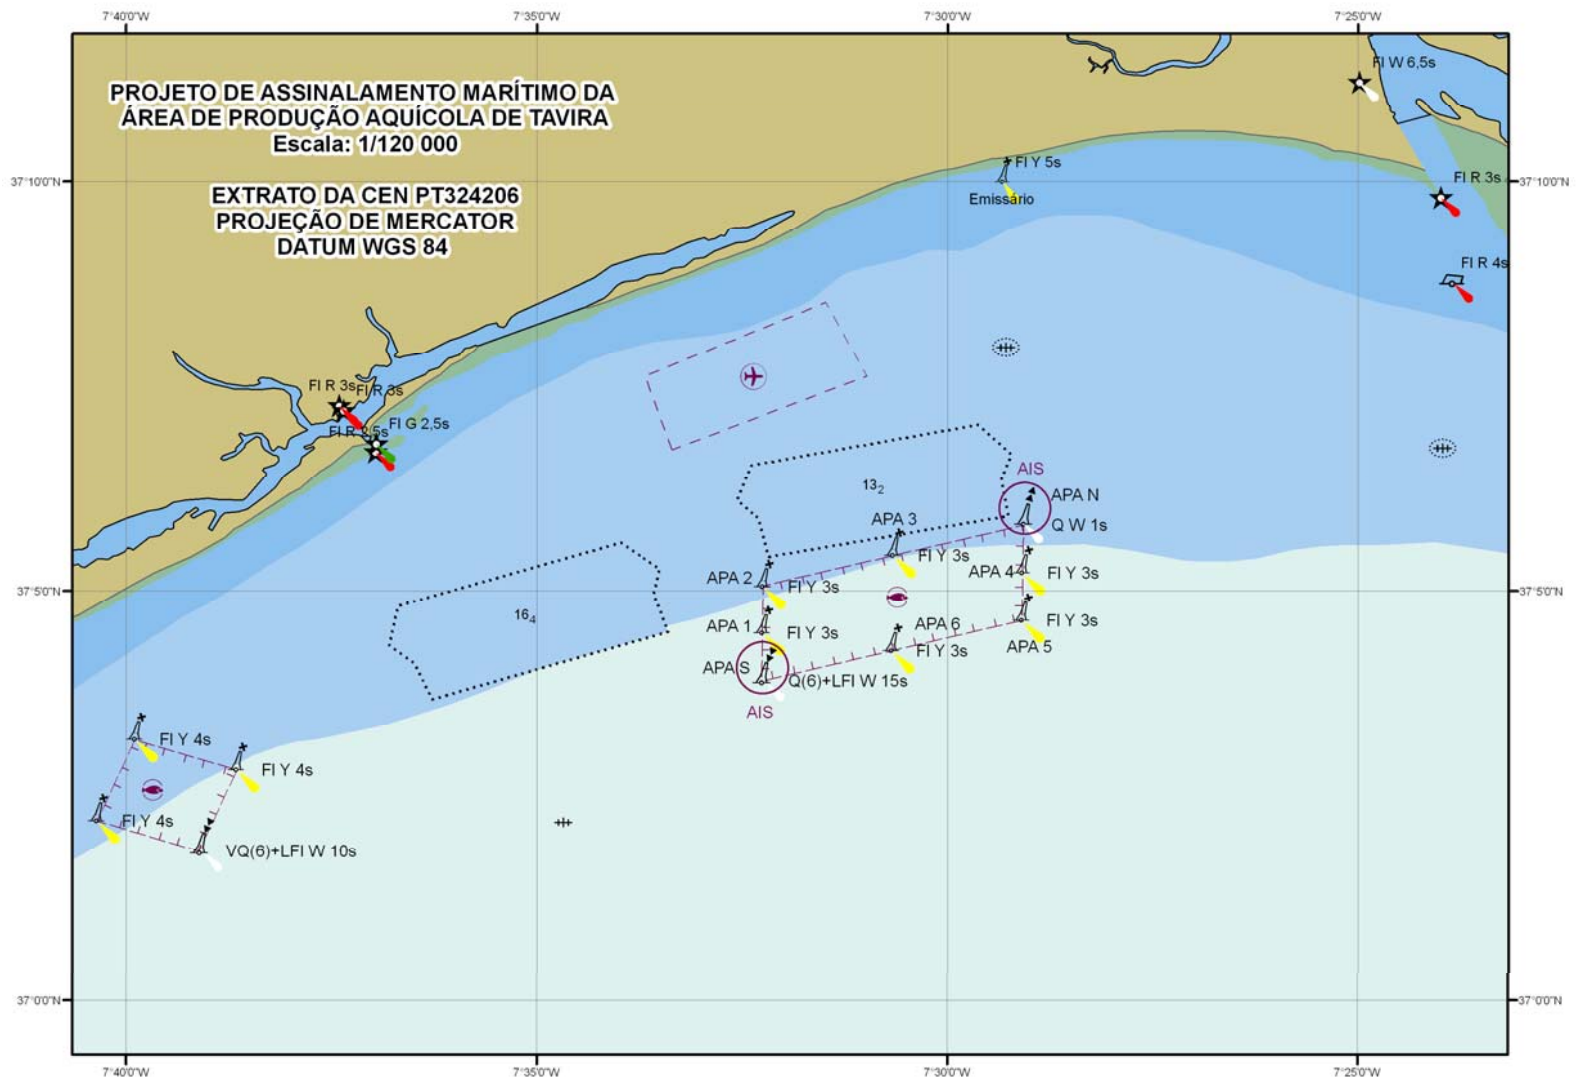 7°40'0"W
7°35'0"W
7°30'0"W
7°25'0"W
PROJETO DE ASSINALAMENTO MARÍTIMO DA
ÁREA DE PRODUÇÃO AQUÍCOLA DE TAVIRA
Escala: 1/120 000
EXTRATO DA CEN PT324206
PROJEÇÃO DE MERCATOR
DATUM WGS 84
Fl W 6,5s
Fl Y 5s
Emissário
37°10'0"N
37°10'0"N
Fl R 3s
Fl R 4s
Fl R 3s
Fl R 3s
Fl G 2,5s
Fl R 2,5s
AIS
13₂
APA N
Q W 1s
APA 3
Fl Y 3s
APA 2
Fl Y 3s
APA 4
Fl Y 3s
37°5'0"N
37°5'0"N
16₄
APA 1
Fl Y 3s
APA 6
Fl Y 3s
Fl Y 3s
APA 5
APA S
Q(6)+LFl W 15s
AIS
Fl Y 4s
Fl Y 4s
Fl Y 4s
VQ(6)+LFl W 10s
37°0'0"N
37°0'0"N
7°40'0"W
7°35'0"W
7°30'0"W
7°25'0"W